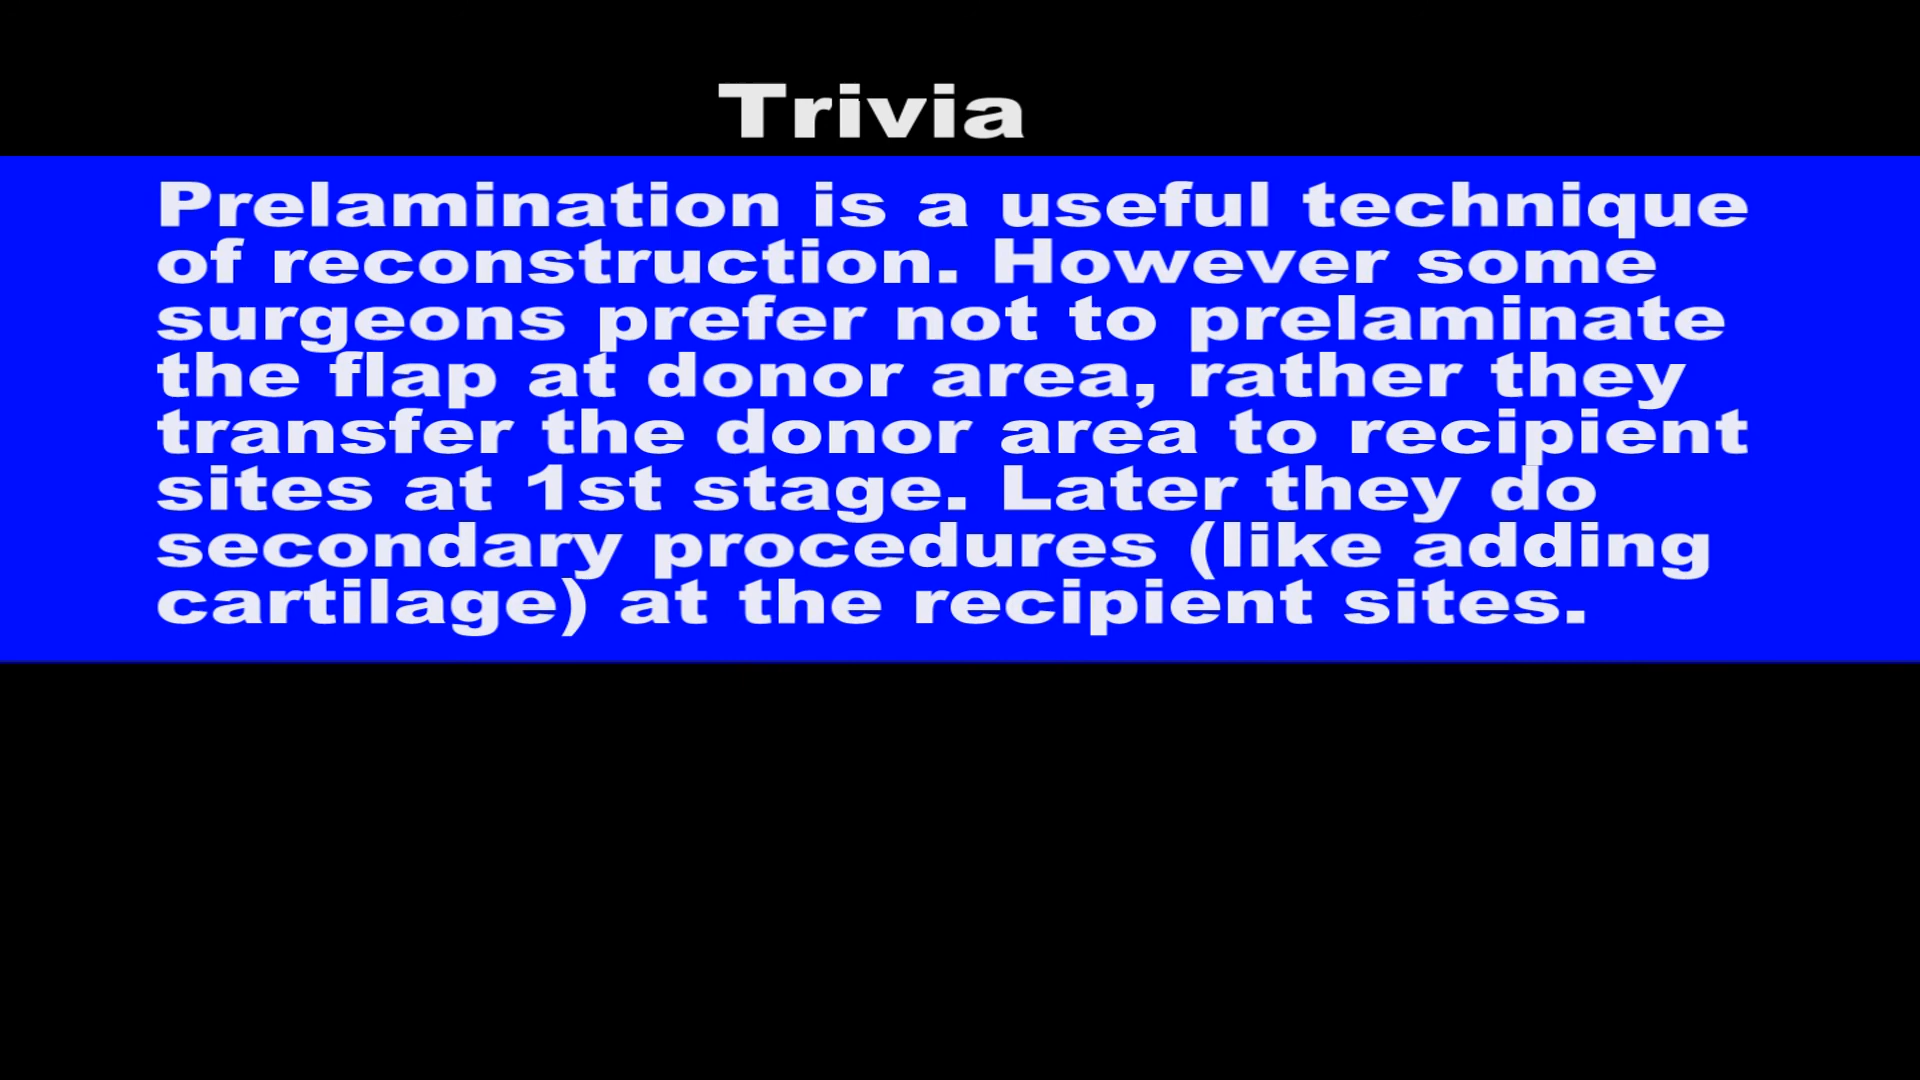 Trivia
Prelamination is a useful technique
of reconstruction. However some
surgeons prefer not to prelaminate
the flap at donor area, rather they
transfer the donor area to recipient
sites at 1st stage. Later they do
secondary procedures (like adding
cartilage) at the recipient sites.